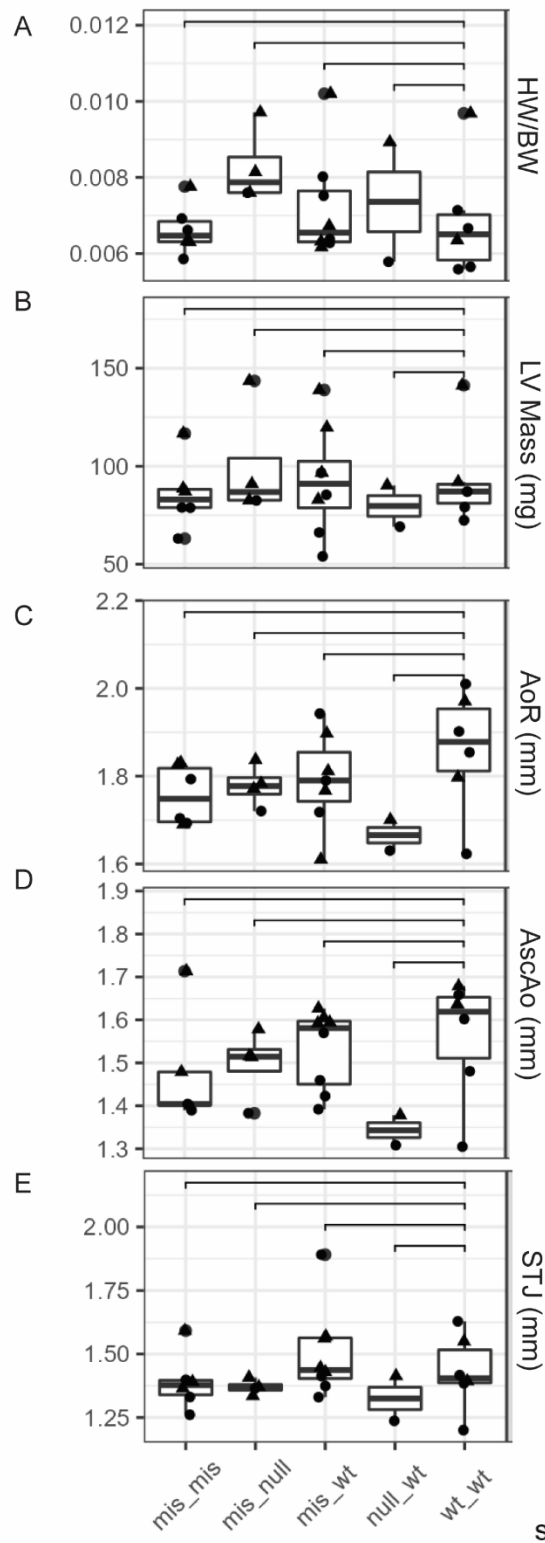 A
0.012
0.010
0.008
0.006
HW/BW
B
150
100
50
LV Mass (mg)
C
2.2
2.0
1.8
1.6
AoR (mm)
D
1.9
1.8
1.7
1.6
1.5
1.4
1.3
AscAo (mm)
E
2.00
1.75
1.50
1.25
STJ (mm)
mis_mis
mis_null
mis_wt
null_wt
wt_wt
s